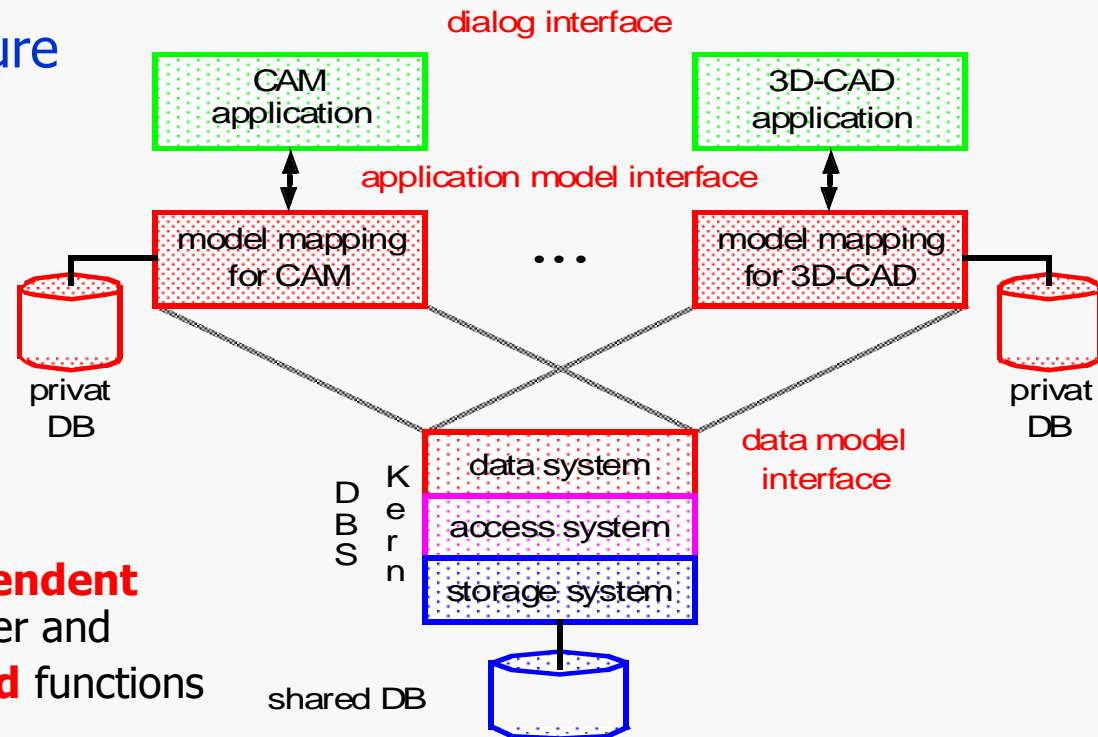 dialog interface
ure
CAM
application
3D-CAD
application
application model interface
model mapping
for CAM
...
model mapping
for 3D-CAD
privat
DB
privat
DB
data model
interface
DBS
Kern
data system
access system
storage system
endent
er and
d functions
shared DB